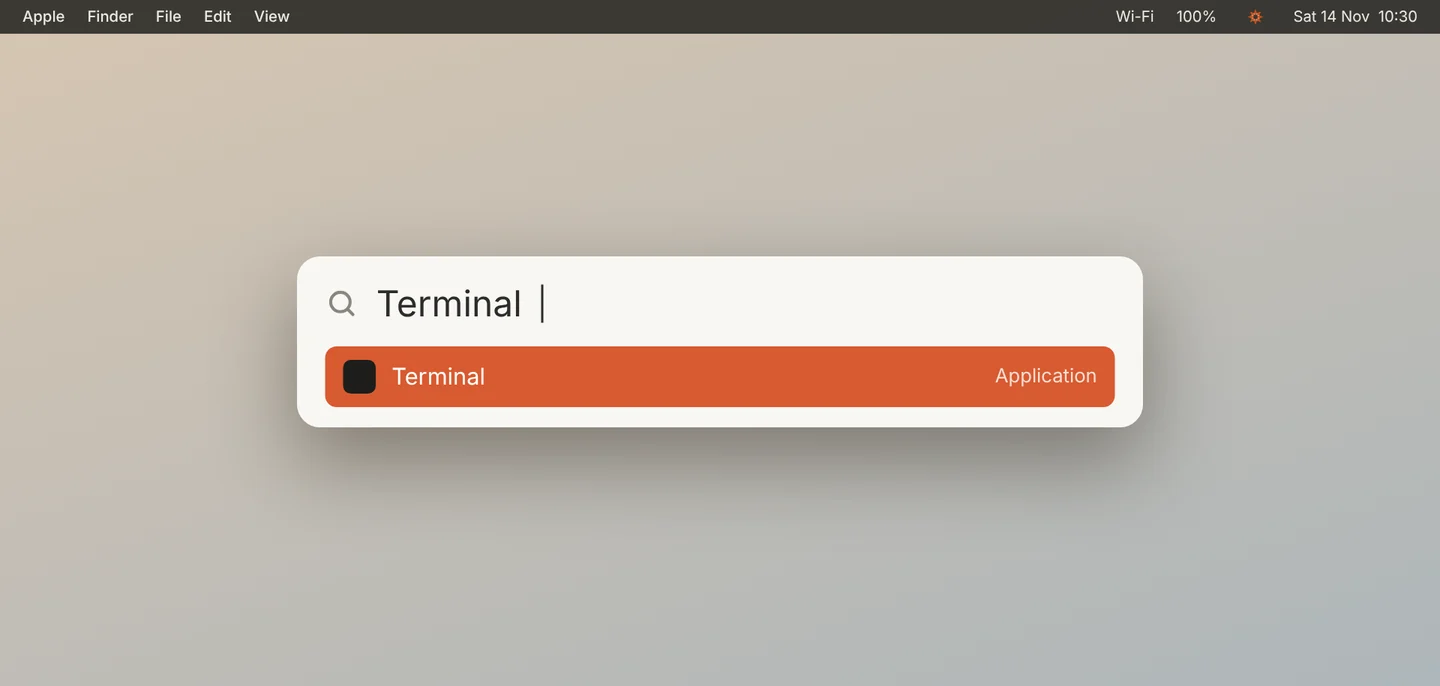 Apple Finder File Edit View Wi-Fi 100% Sat 14 Nov 10:30
Terminal
Terminal Application